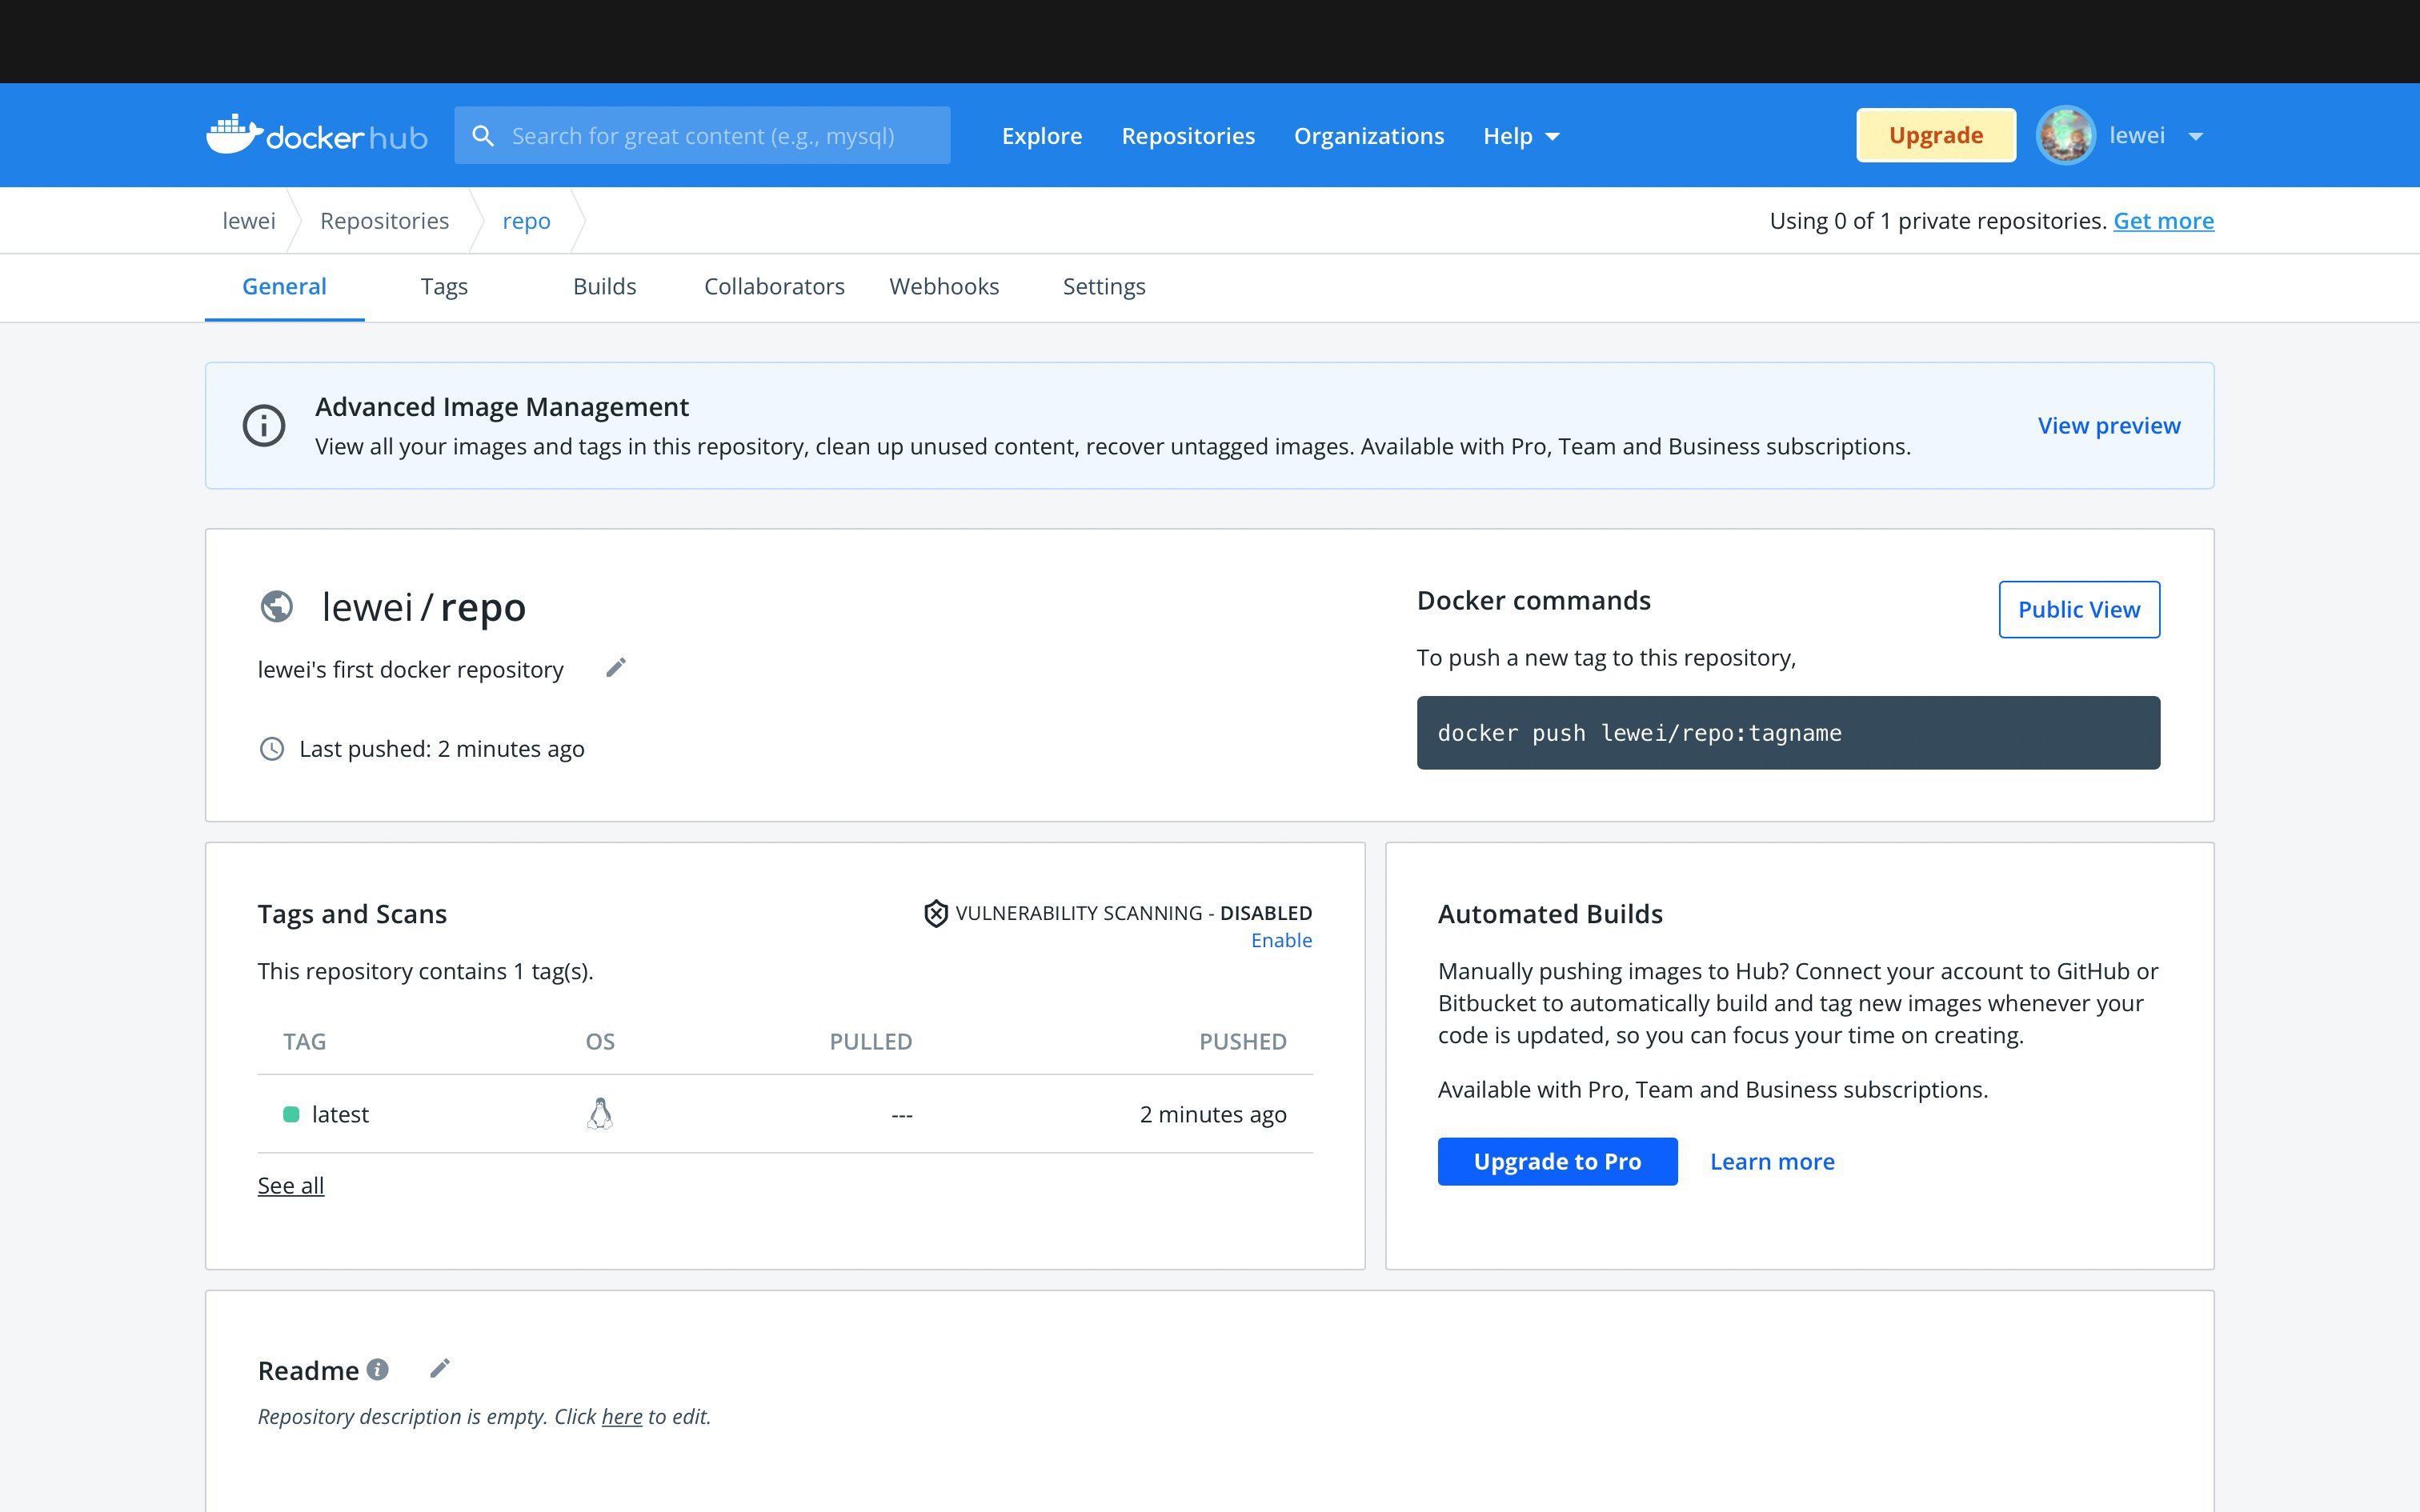 docker hub
Search for great content (e.g., mysql)
Explore
Repositories
Organizations
Help
Upgrade
lewei
lewei
Repositories
repo
Using 0 of 1 private repositories. Get more
General
Tags
Builds
Collaborators
Webhooks
Settings
Advanced Image Management
View all your images and tags in this repository, clean up unused content, recover untagged images. Available with Pro, Team and Business subscriptions.
View preview
lewei / repo
lewei's first docker repository
Last pushed: 2 minutes ago
Docker commands
Public View
To push a new tag to this repository,
docker push lewei/repo:tagname
Tags and Scans
VULNERABILITY SCANNING - DISABLED
Enable
This repository contains 1 tag(s).
TAG OS PULLED PUSHED
latest --- 2 minutes ago
See all
Automated Builds
Manually pushing images to Hub? Connect your account to GitHub or
Bitbucket to automatically build and tag new images whenever your
code is updated, so you can focus your time on creating.
Available with Pro, Team and Business subscriptions.
Upgrade to Pro
Learn more
Readme
Repository description is empty. Click here to edit.